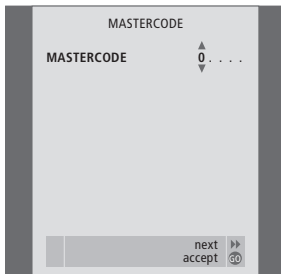 MASTERCODE
MASTERCODE 0 . . . .
next
accept GO